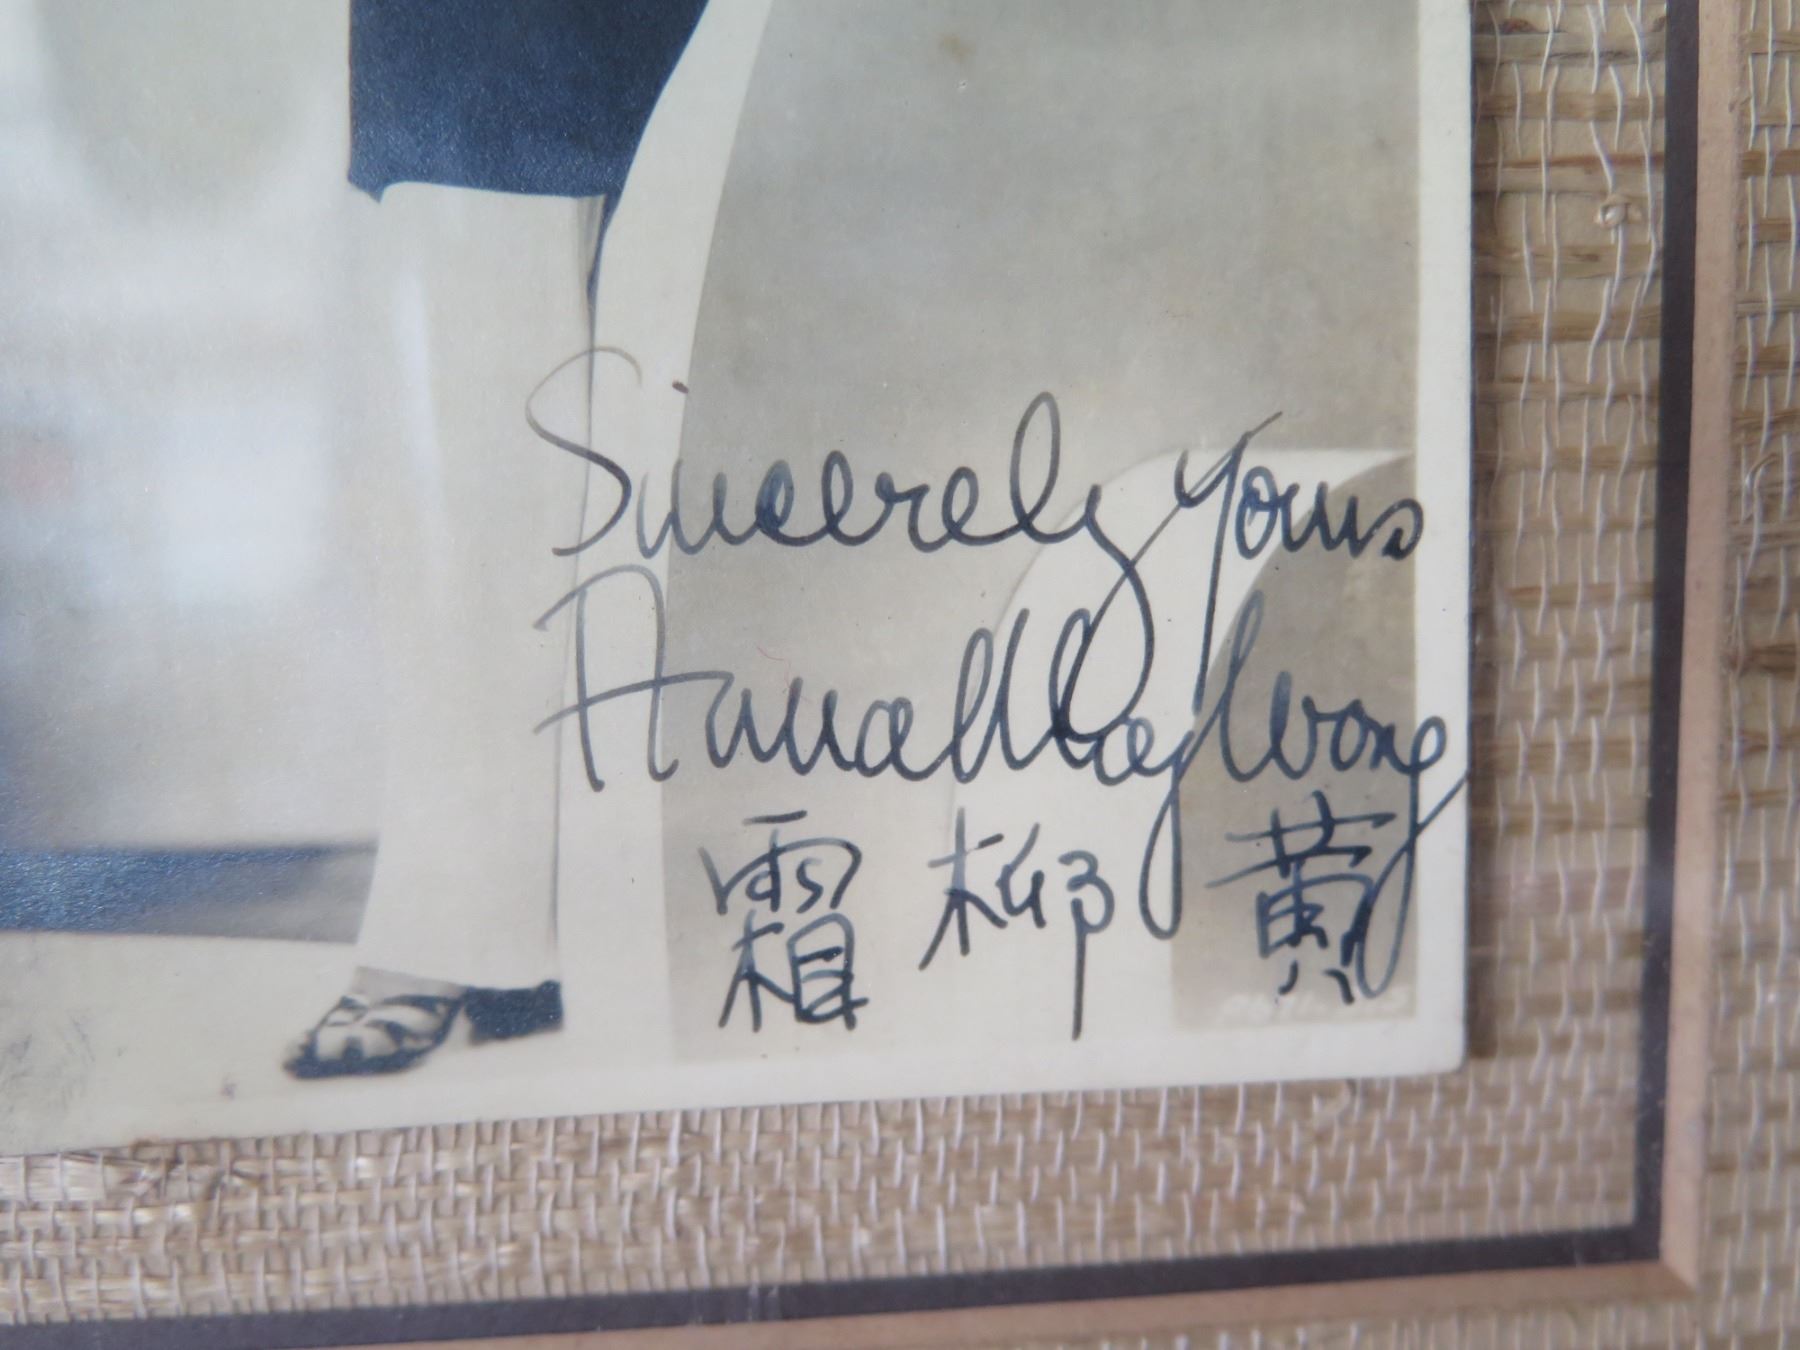 Sincerely Yours
Anna May Wong
霜 柳 黄